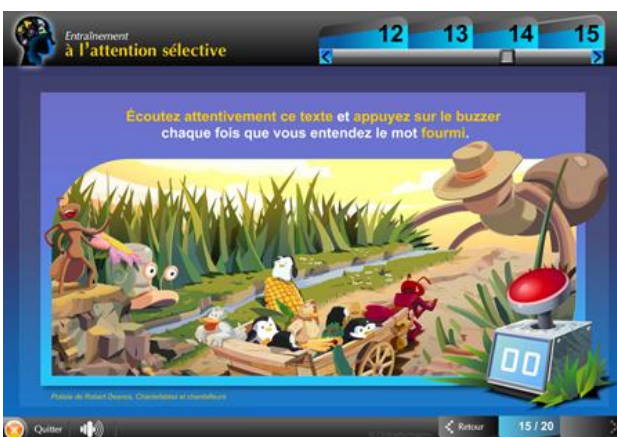 Entraînement
à l'attention sélective
12 13 14 15
Écoutez attentivement ce texte et appuyez sur le buzzer
chaque fois que vous entendez le mot fourmi.
00
Poésie de Robert Desnos, Chantefables et chantefleurs
Quitter
Retour
15 / 20